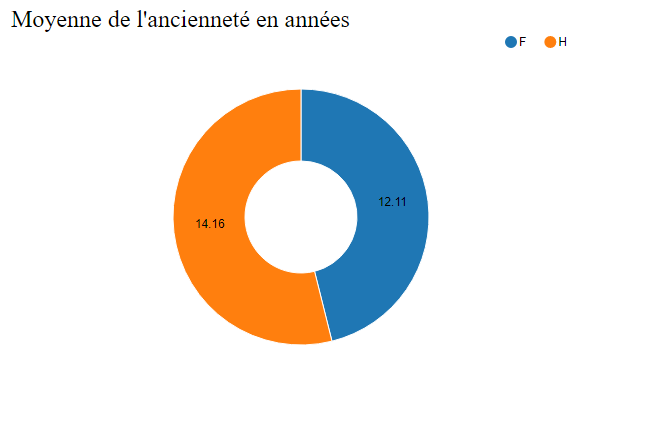 Moyenne de l'ancienneté en années
F H
12.11
14.16